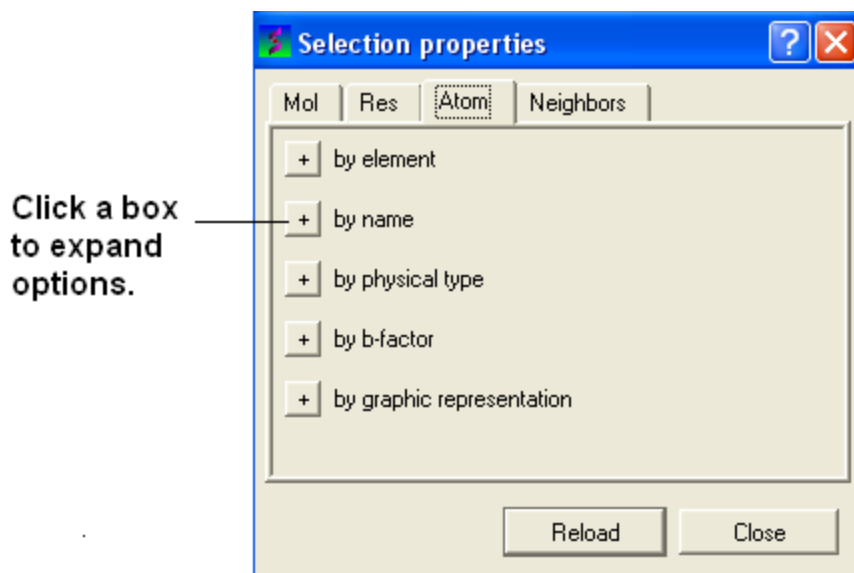 Selection properties
?
Mol Res Atom Neighbors
+ by element
Click a box
to expand
options.
+ by name
+ by physical type
+ by b-factor
+ by graphic representation
Reload Close
.